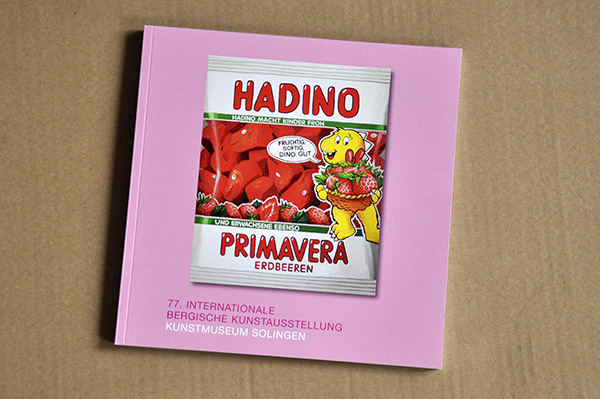 HADINO
HADINO MACHT KINDER FROH
FRUCHTIG,
SOFTIG,
DINO GUT
UND ERWACHSENE EBENSO
PRIMAVERA
ERDBEEREN
77. INTERNATIONALE
BERGISCHE KUNSTAUSSTELLUNG
KUNSTMUSEUM SOLINGEN